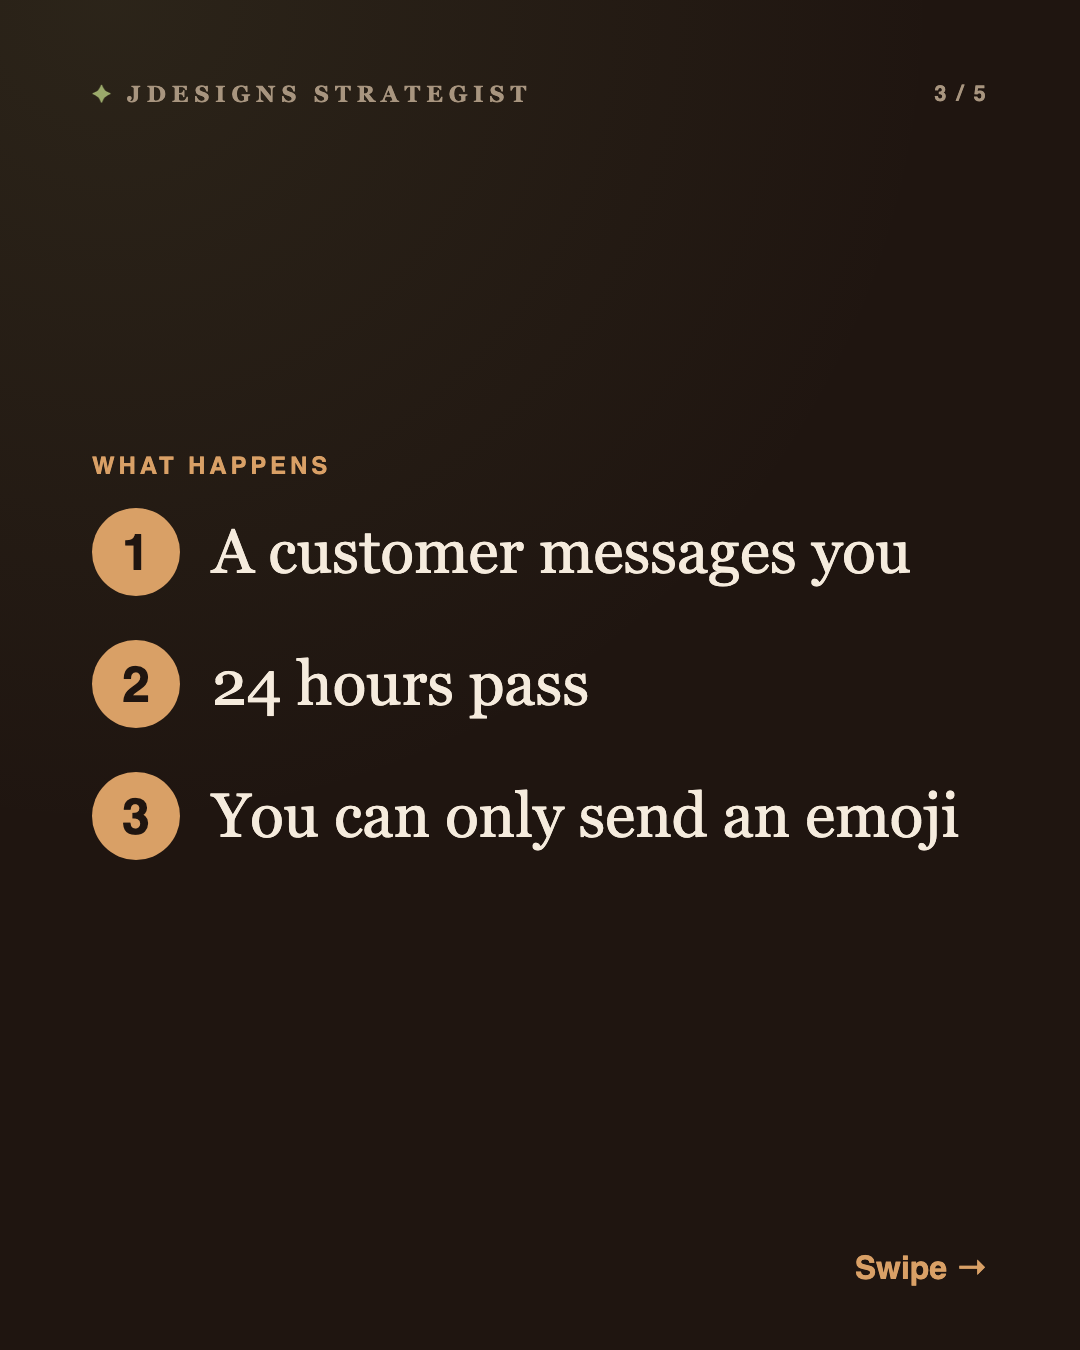 ✦ JDESIGNS STRATEGIST
3 / 5
WHAT HAPPENS
1 A customer messages you
2 24 hours pass
3 You can only send an emoji
Swipe →